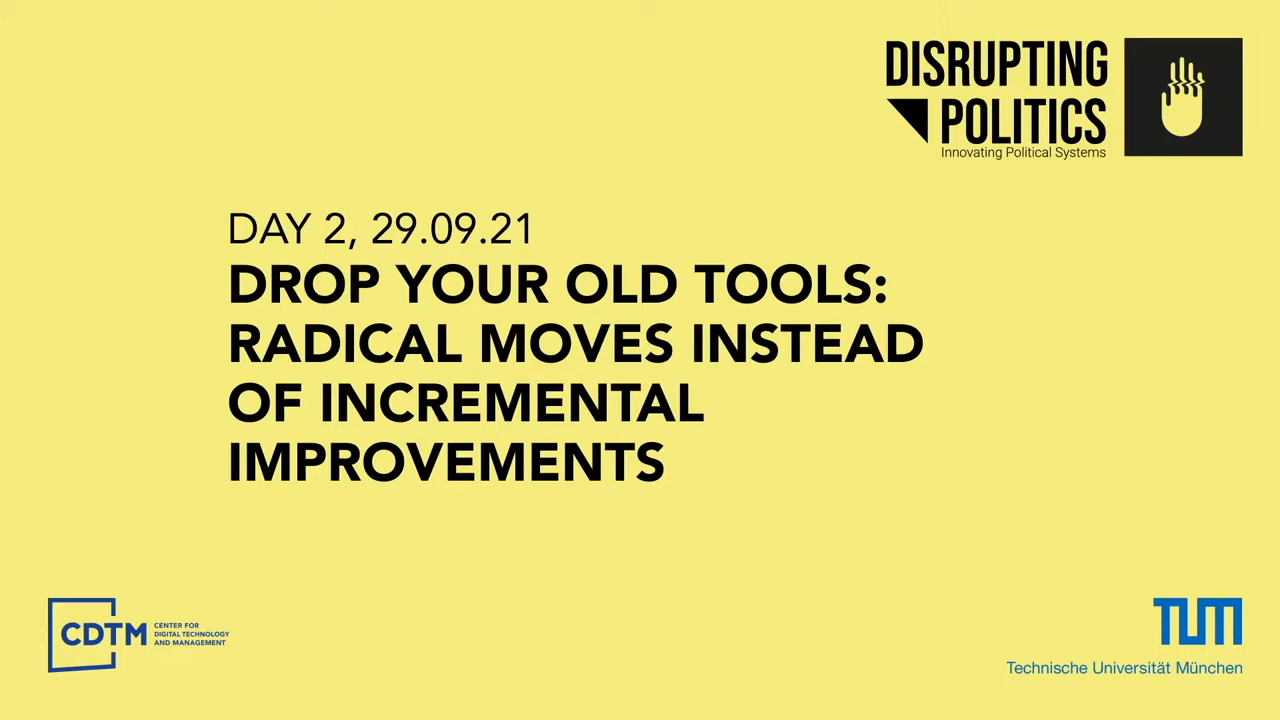 DISRUPTING
POLITICS
Innovating Political Systems
DAY 2, 29.09.21
DROP YOUR OLD TOOLS:
RADICAL MOVES INSTEAD
OF INCREMENTAL
IMPROVEMENTS
CDTM
CENTER FOR
DIGITAL TECHNOLOGY
AND MANAGEMENT
TUM
Technische Universität München